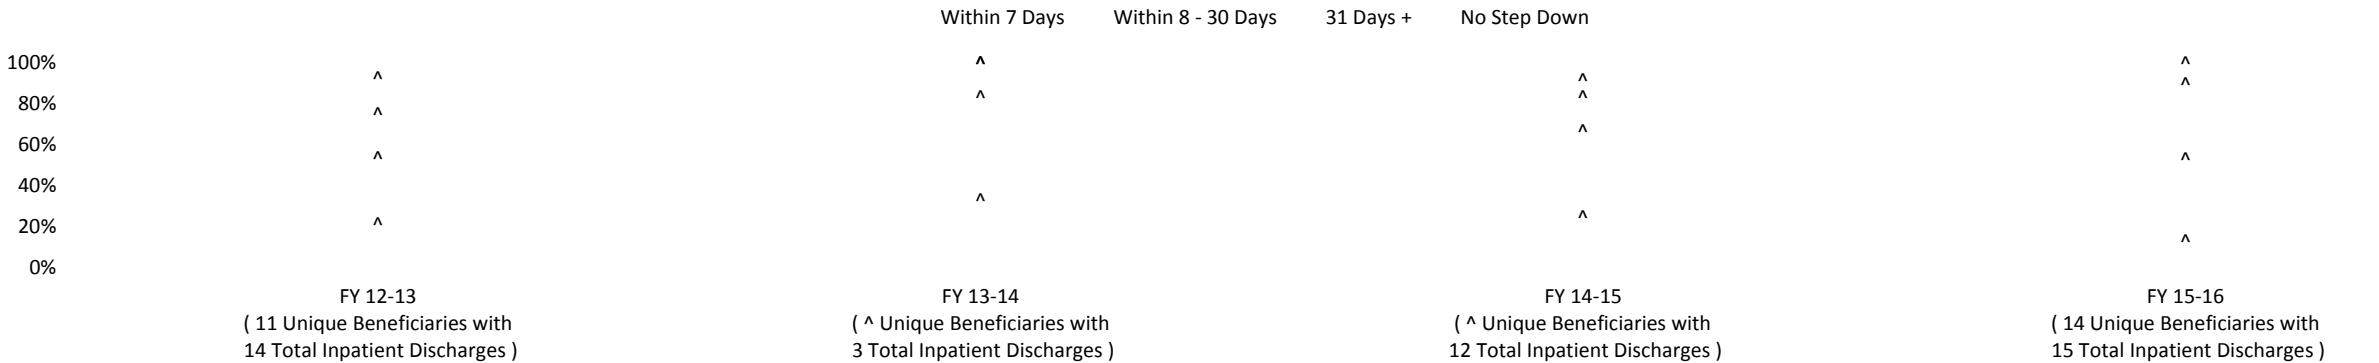 Within 7 Days Within 8 - 30 Days 31 Days + No Step Down
100%
^ ^ ^ ^
^ ^
80%
^ ^ ^
^
60%
^ ^
40%
^
20%
^ ^ ^
0%
FY 12-13 FY 13-14 FY 14-15 FY 15-16
( 11 Unique Beneficiaries with ( ^ Unique Beneficiaries with ( ^ Unique Beneficiaries with ( 14 Unique Beneficiaries with
14 Total Inpatient Discharges ) 3 Total Inpatient Discharges ) 12 Total Inpatient Discharges ) 15 Total Inpatient Discharges )